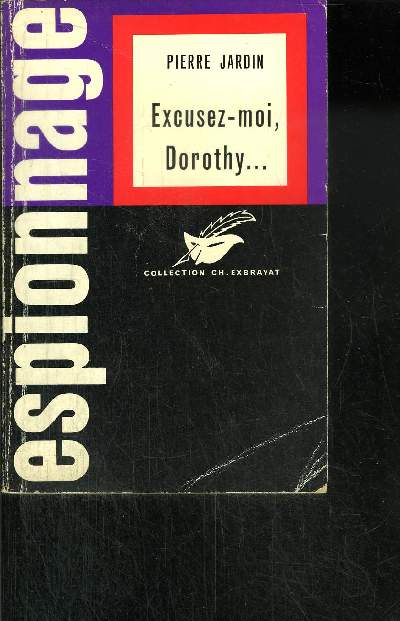 espionnage
PIERRE JARDIN
Excusez-moi,
Dorothy...
COLLECTION CH. EXBRAYAT